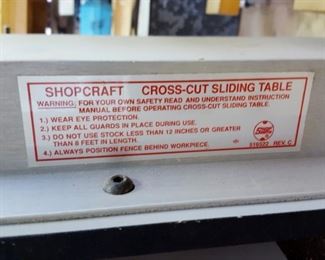 SHOPCRAFT CROSS-CUT SLIDING TABLE
WARNING: FOR YOUR OWN SAFETY READ AND UNDERSTAND INSTRUCTION
MANUAL BEFORE OPERATING CROSS-CUT SLIDING TABLE.
1.) WEAR EYE PROTECTION.
2.) KEEP ALL GUARDS IN PLACE DURING USE.
3.) DO NOT USE STOCK LESS THAN 12 INCHES OR GREATER
THAN 8 FEET IN LENGTH.
4.) ALWAYS POSITION FENCE BEHIND WORKPIECE.
516522 REV. C